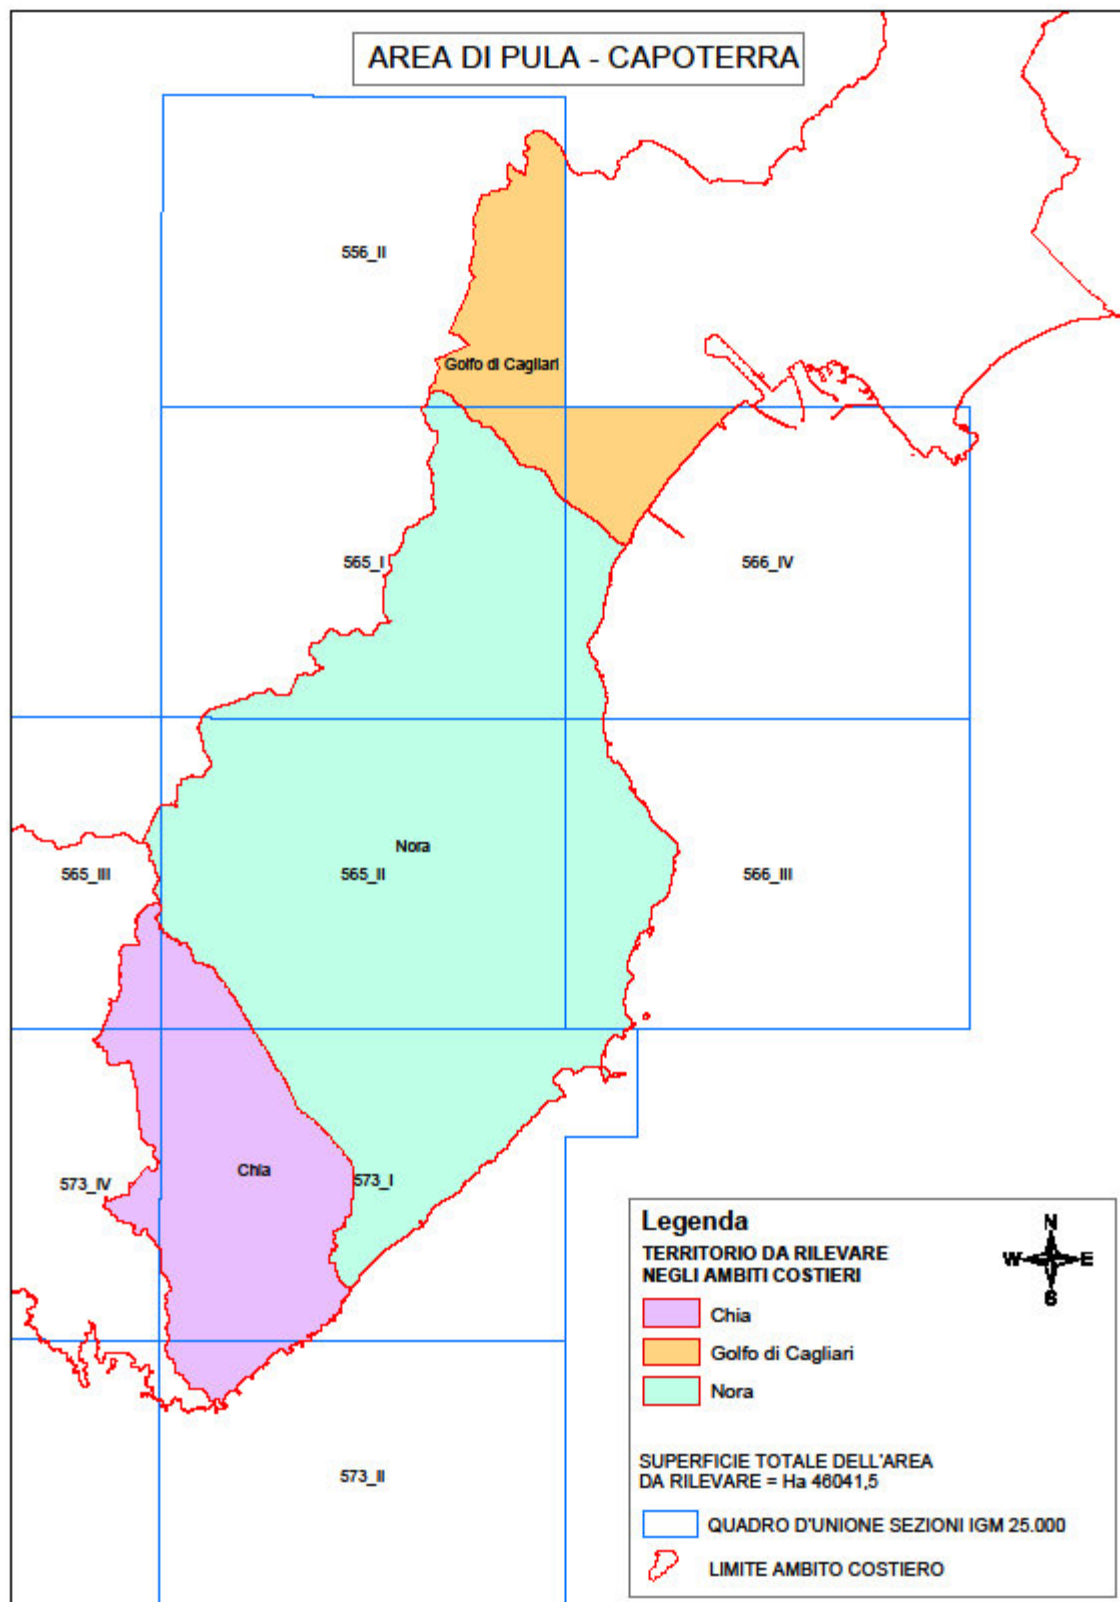 AREA DI PULA - CAPOTERRA
556_II
Golfo di Cagliari
565_I
566_IV
Nora
565_III
565_II
566_III
Chia
573_IV
573_I
573_II
Legenda
TERRITORIO DA RILEVARE
NEGLI AMBITI COSTIERI
N
W E
S
Chia
Golfo di Cagliari
Nora
SUPERFICIE TOTALE DELL'AREA
DA RILEVARE = Ha 46041,5
QUADRO D'UNIONE SEZIONI IGM 25.000
LIMITE AMBITO COSTIERO